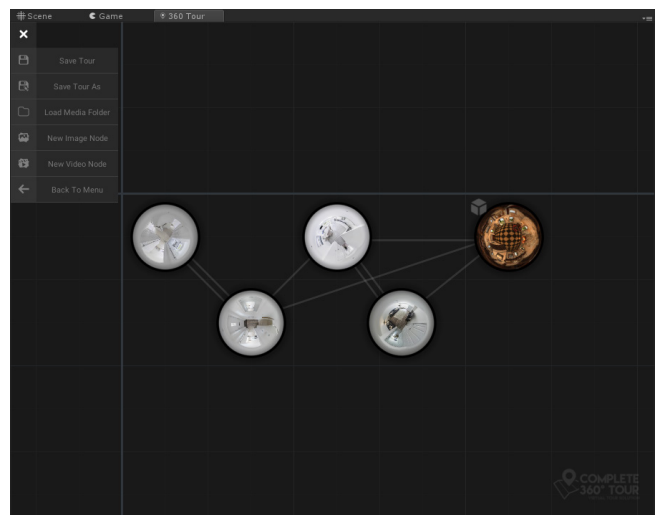 Scene
Game
360 Tour
Save Tour
Save Tour As
Load Media Folder
New Image Node
New Video Node
Back To Menu
COMPLETE
360° TOUR